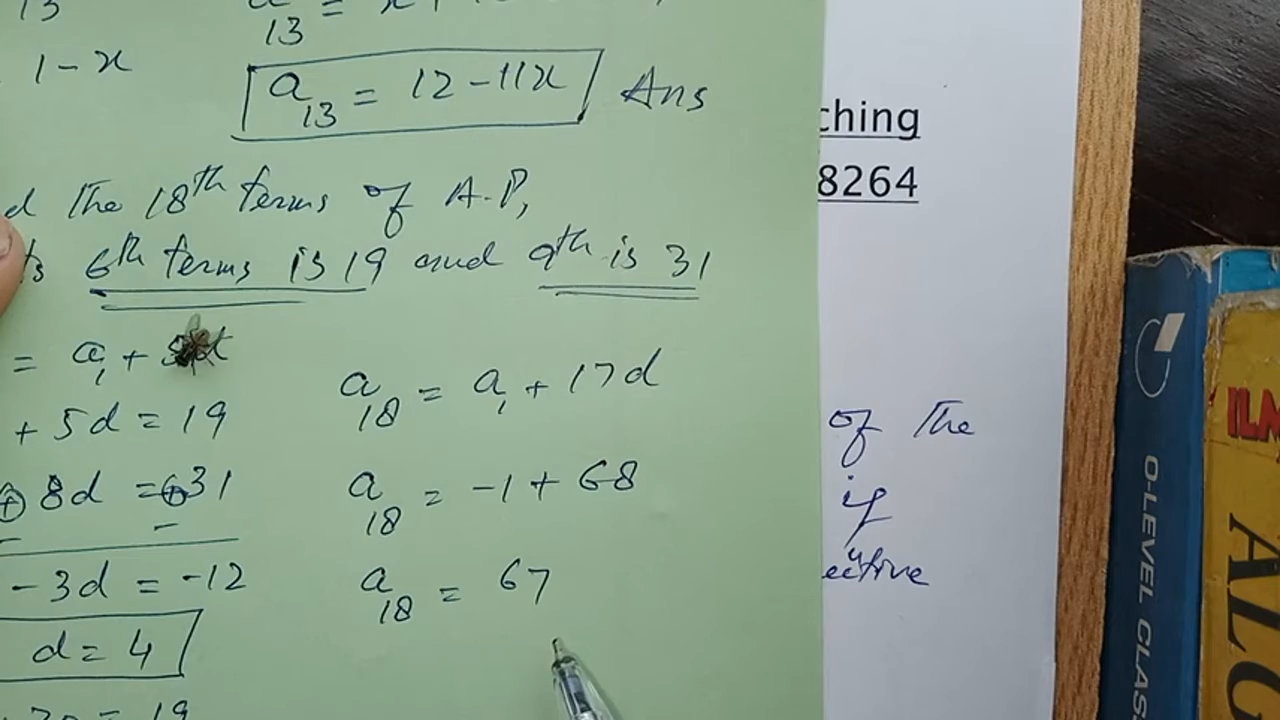 13
a13 = x+
1-x
a13 = 12-11x Ans
The 18th terms of A.P,
6th terms is 19 and 9th is 31
= a1 +
+ 5d = 19
8d = 31
-
-3d = -12
d = 4
= 19
a18 = a1 + 17d
a18 = -1 + 68
a18 = 67
ching
8264
of The
if
ective
O-LEVEL CLAS